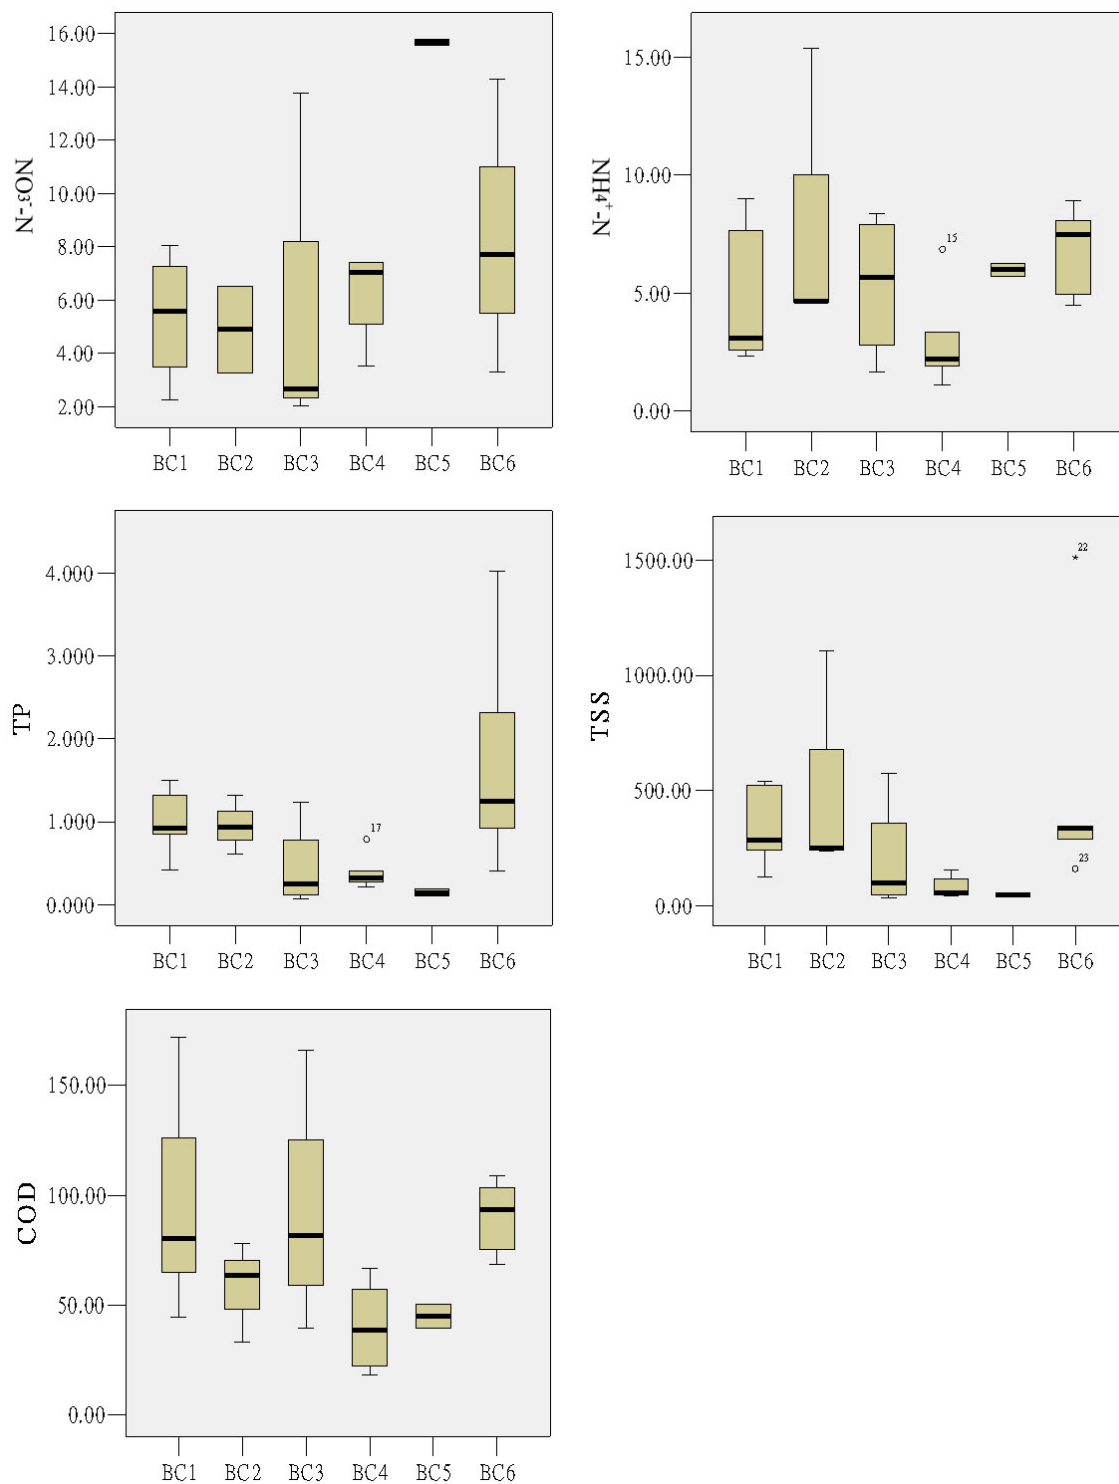 NO₃⁻-N
16.00
14.00
12.00
10.00
8.00
6.00
4.00
2.00
BC1 BC2 BC3 BC4 BC5 BC6
NH₄⁺-N
15.00
10.00
5.00
0.00
15
BC1 BC2 BC3 BC4 BC5 BC6
TP
4.000
3.000
2.000
1.000
0.000
17
BC1 BC2 BC3 BC4 BC5 BC6
TSS
1500.00
1000.00
500.00
0.00
22
23
BC1 BC2 BC3 BC4 BC5 BC6
COD
150.00
100.00
50.00
0.00
BC1 BC2 BC3 BC4 BC5 BC6